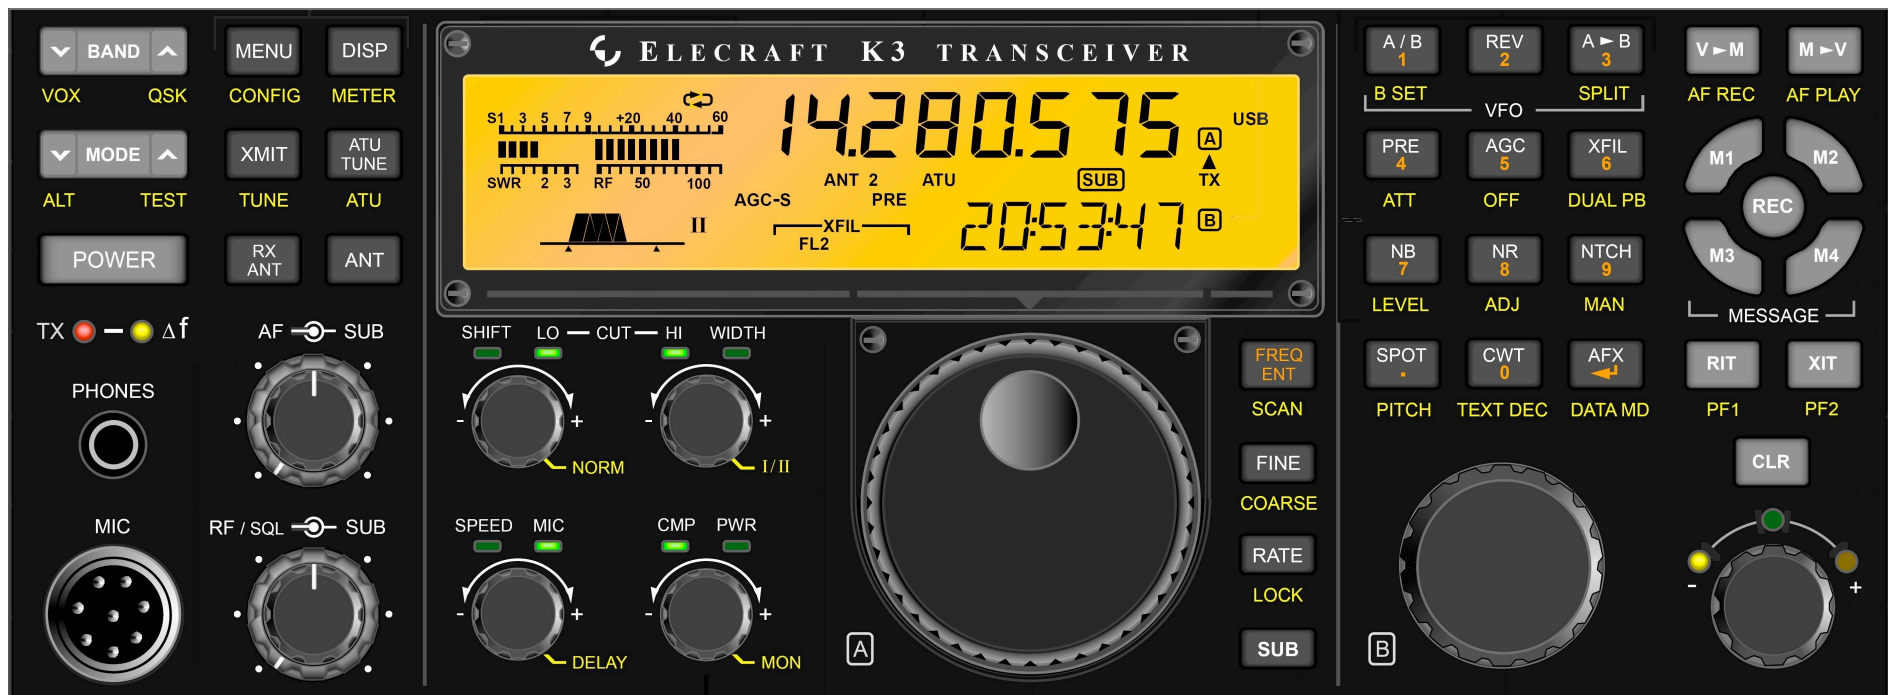 BAND
VOX QSK
MENU DISP
CONFIG METER
MODE
ALT TEST
XMIT ATU TUNE
TUNE ATU
POWER
RX ANT ANT
TX Δf
PHONES
MIC
AF SUB
RF / SQL SUB
ELECRAFT K3 TRANSCEIVER
S1 3 5 7 9 +20 40 60
SWR 2 3 RF 50 100
14.280.575
USB
A
TX
ANT 2 ATU SUB
AGC-S PRE
XFIL
FL2
II
20:53:47
B
SHIFT LO CUT HI WIDTH
- + - +
NORM I/II
SPEED MIC CMP PWR
- + - +
DELAY MON
A
FREQ ENT
SCAN
FINE
COARSE
RATE
LOCK
SUB
A / B REV A ► B
1 2 3
B SET SPLIT
VFO
PRE AGC XFIL
4 5 6
ATT OFF DUAL PB
NB NR NTCH
7 8 9
LEVEL ADJ MAN
SPOT CWT AFX
. 0
PITCH TEXT DEC DATA MD
B
V►M M►V
AF REC AF PLAY
M1 M2
REC
M3 M4
MESSAGE
RIT XIT
PF1 PF2
CLR
- +